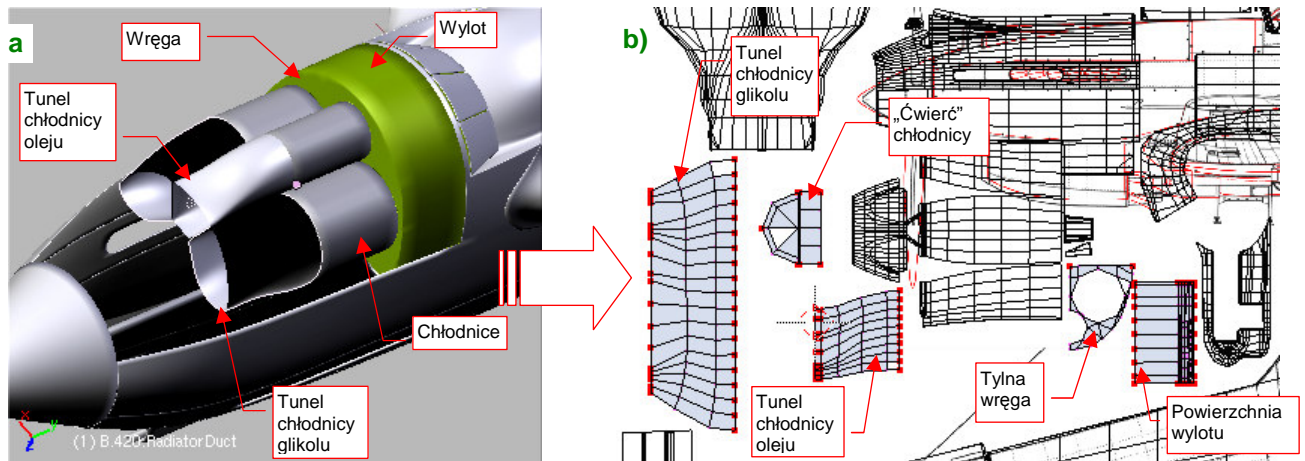 a
Wręga
Wylot
Tunel
chłodnicy
oleju
Chłodnice
Tunel
chłodnicy
glikolu
(1) B.420.Radiator Duct
x
y
z
b)
Tunel
chłodnicy
glikolu
„Ćwierć”
chłodnicy
Tunel
chłodnicy
oleju
Tylna
wręga
Powierzchnia
wylotu